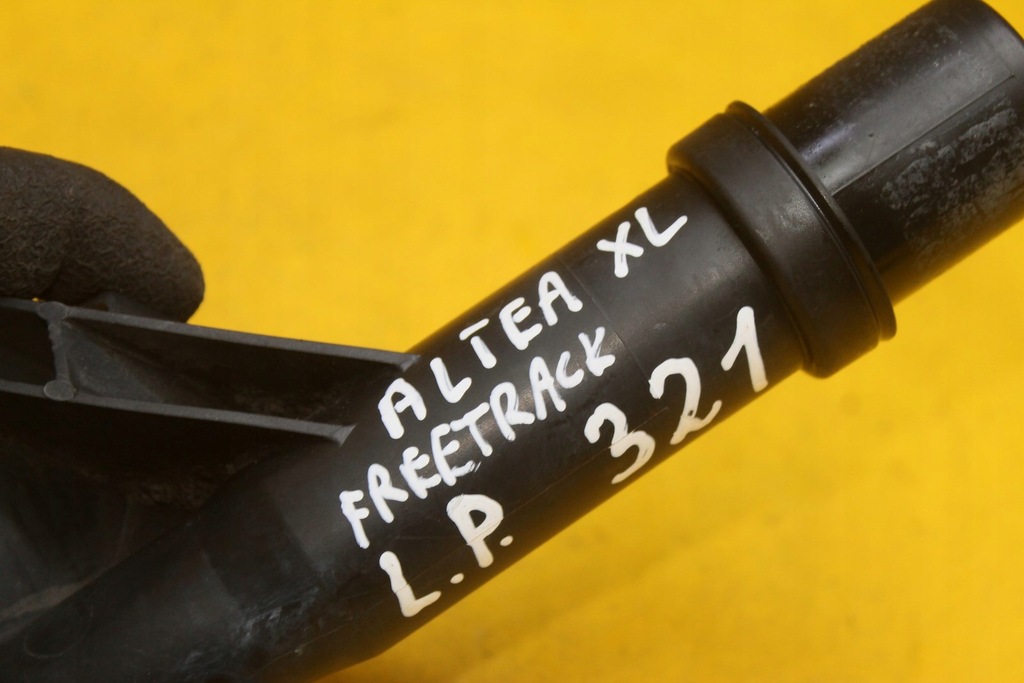 ALTEA XL
FREETRACK
L.P. 321